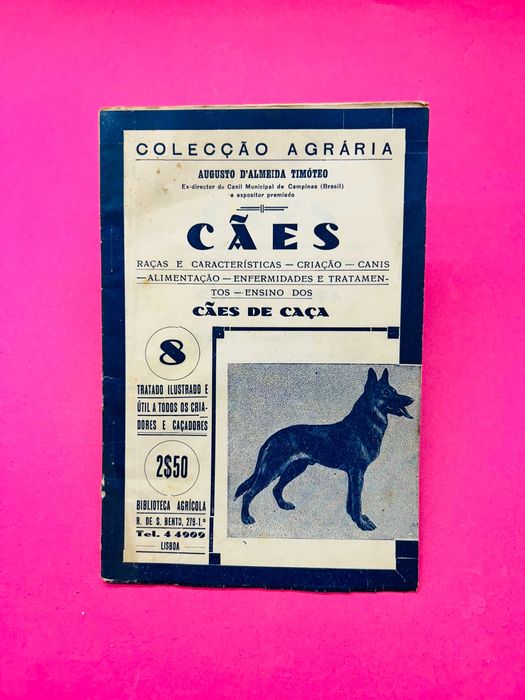 COLECÇÃO AGRÁRIA
AUGUSTO D'ALMEIDA TIMÓTEO
Ex-director do Canil Municipal de Campinas (Brasil)
e expositor premiado
CÃES
RAÇAS E CARACTERÍSTICAS — CRIAÇÃO — CANIS
— ALIMENTAÇÃO — ENFERMIDADES E TRATAMEN-
TOS — ENSINO DOS
CÃES DE CAÇA
8
TRATADO ILUSTRADO E
ÚTIL A TODOS OS CRIA-
DORES E CAÇADORES
2$50
BIBLIOTECA AGRÍCOLA
R. DE S. BENTO, 279-1.º
Tel. 4 4909
LISBOA